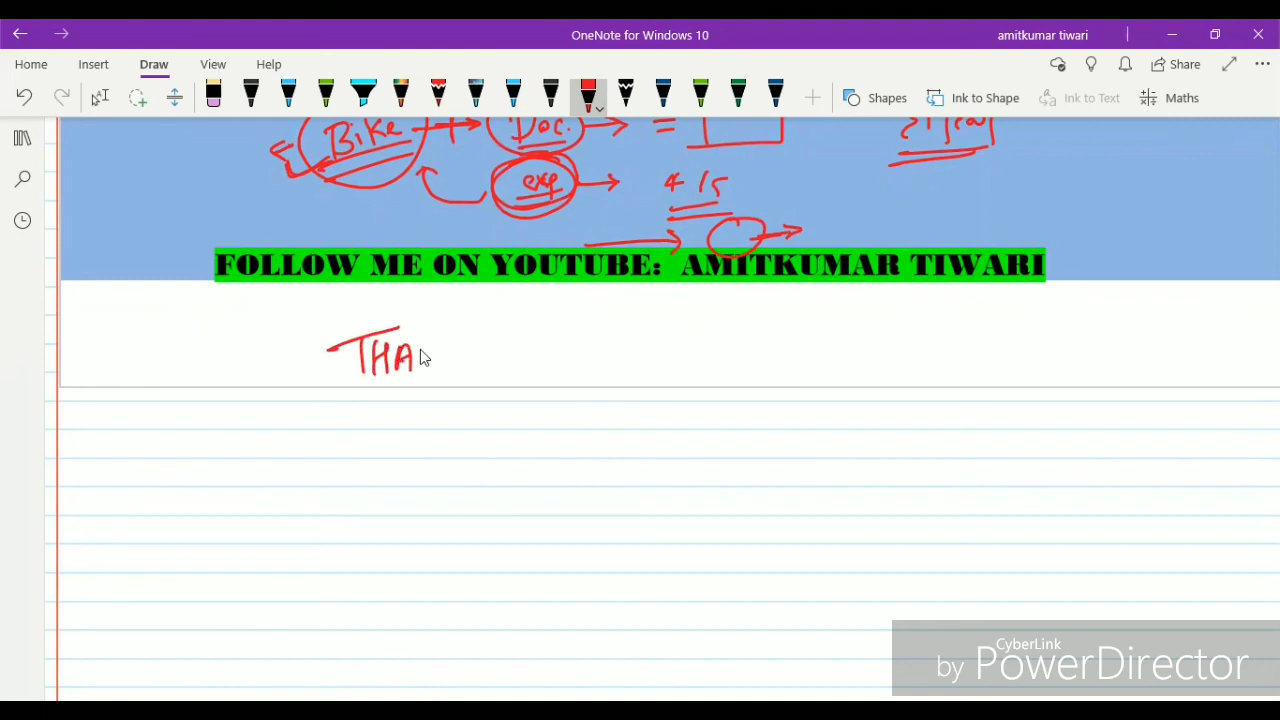 OneNote for Windows 10
amitkumar tiwari
Home Insert Draw View Help
Share
Shapes Ink to Shape Ink to Text Maths
Bike Doc. =
exp 4 15
FOLLOW ME ON YOUTUBE: AMITKUMAR TIWARI
THA
CyberLink
by PowerDirector